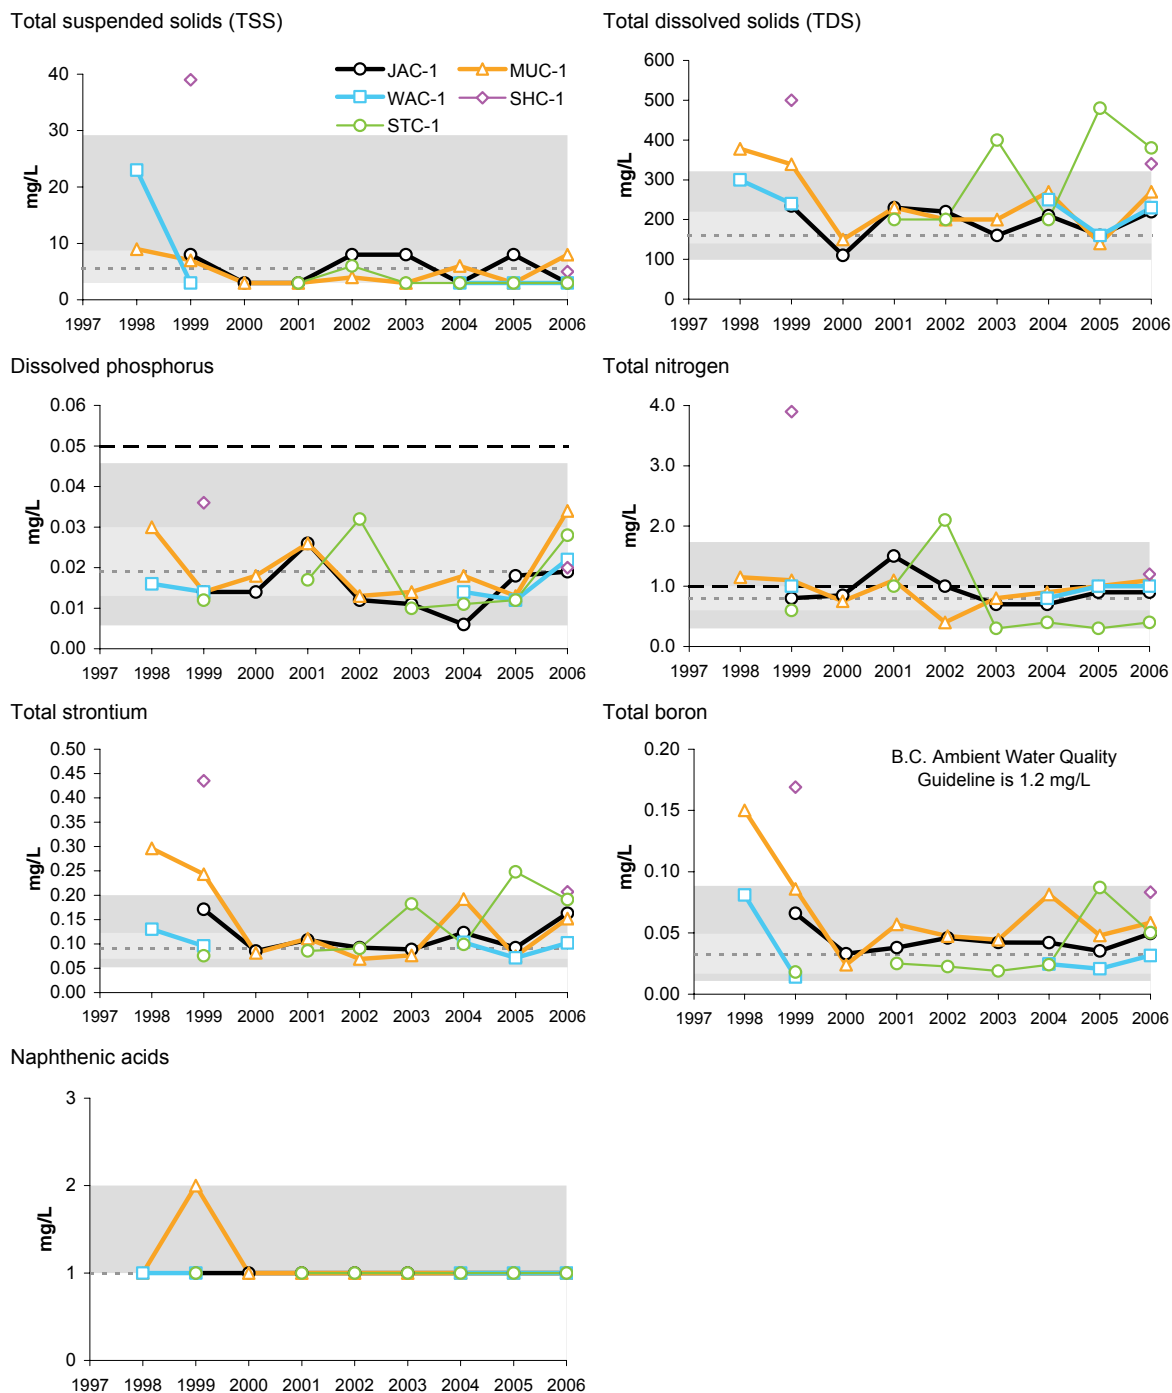 Total suspended solids (TSS)
mg/L
40
30
20
10
0
1997 1998 1999 2000 2001 2002 2003 2004 2005 2006
JAC-1 MUC-1
WAC-1 SHC-1
STC-1
Total dissolved solids (TDS)
mg/L
600
500
400
300
200
100
0
1997 1998 1999 2000 2001 2002 2003 2004 2005 2006
Dissolved phosphorus
mg/L
0.06
0.05
0.04
0.03
0.02
0.01
0.00
1997 1998 1999 2000 2001 2002 2003 2004 2005 2006
Total nitrogen
mg/L
4.0
3.0
2.0
1.0
0.0
1997 1998 1999 2000 2001 2002 2003 2004 2005 2006
Total strontium
mg/L
0.50
0.45
0.40
0.35
0.30
0.25
0.20
0.15
0.10
0.05
0.00
1997 1998 1999 2000 2001 2002 2003 2004 2005 2006
Total boron
mg/L
0.20
0.15
0.10
0.05
0.00
1997 1998 1999 2000 2001 2002 2003 2004 2005 2006
B.C. Ambient Water Quality
Guideline is 1.2 mg/L
Naphthenic acids
mg/L
3
2
1
0
1997 1998 1999 2000 2001 2002 2003 2004 2005 2006